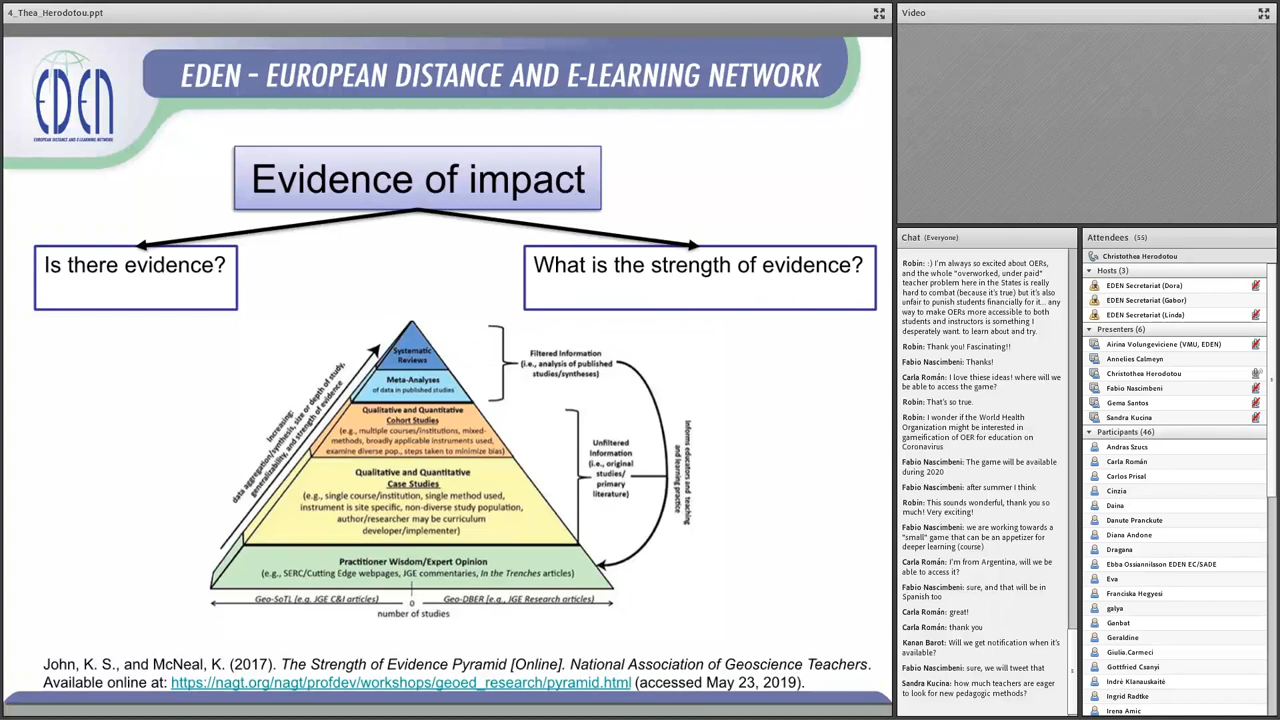 4_Thea_Herodotou.ppt
EDEN
EUROPEAN DISTANCE AND E-LEARNING NETWORK
EDEN - EUROPEAN DISTANCE AND E-LEARNING NETWORK
Evidence of impact
Is there evidence?
What is the strength of evidence?
Increasing:
data aggregation/synthesis, size or depth of study,
generalizability, and strength of evidence
Systematic
Reviews
Meta-Analyses
of data in published studies
Qualitative and Quantitative
Cohort Studies
(e.g., multiple courses/institutions, mixed-
methods, broadly applicable instruments used,
examine diverse pop., steps taken to minimize bias)
Qualitative and Quantitative
Case Studies
(e.g., single course/institution, single method used,
instrument is site specific, non-diverse study population,
author/researcher may be curriculum
developer/implementer)
Practitioner Wisdom/Expert Opinion
(e.g., SERC/Cutting Edge webpages, JGE commentaries, In the Trenches articles)
Filtered Information
(i.e., analysis of published
studies/syntheses)
Unfiltered
Information
(i.e., original
studies/
primary
literature)
Informs educators and teaching
and learning practice
Geo-SoTL (e.g. JGE C&I articles)
0
Geo-DBER (e.g., JGE Research articles)
number of studies
John, K. S., and McNeal, K. (2017). The Strength of Evidence Pyramid [Online]. National Association of Geoscience Teachers.
Available online at: https://nagt.org/nagt/profdev/workshops/geoed_research/pyramid.html (accessed May 23, 2019).
Video
Chat (Everyone)
Robin: :) I'm always so excited about OERs,
and the whole "overworked, under paid"
teacher problem here in the States is really
hard to combat (because it's true) but it's also
unfair to punish students financially for it... any
way to make OERs more accessible to both
students and instructors is something I
desperately want. to learn about and try.
Robin: Thank you! Fascinating!!
Fabio Nascimbeni: Thanks!
Carla Román: I love these ideas! where will we
be able to access the game?
Robin: That's so true.
Robin: I wonder if the World Health
Organization might be interested in
gameification of OER for education on
Coronavirus
Fabio Nascimbeni: The game will be available
during 2020
Fabio Nascimbeni: after summer I think
Robin: This sounds wonderful, thank you so
much! Very exciting!
Fabio Nascimbeni: we are working towards a
"small" game that can be an appetizer for
deeper learning (course)
Carla Román: I'm from Argentina, will we be
able to access it?
Fabio Nascimbeni: sure, and that will be in
Spanish too
Carla Román: great!
Carla Román: thank you
Kanan Barot: Will we get notification when it's
available?
Fabio Nascimbeni: sure, we will tweet that
Sandra Kucina: how much teachers are eager
to look for new pedagogic methods?
Attendees (55)
Christothea Herodotou
Hosts (3)
EDEN Secretariat (Dora)
EDEN Secretariat (Gabor)
EDEN Secretariat (Linda)
Presenters (6)
Airina Volungeviciene (VMU, EDEN)
Annelies Calmeyn
Christothea Herodotou
Fabio Nascimbeni
Gema Santos
Sandra Kucina
Participants (46)
Andras Szucs
Carla Román
Carlos Prisal
Cinzia
Daina
Danute Pranckute
Diana Andone
Dragana
Ebba Ossiannilsson EDEN EC/SADE
Eva
Franciska Hegyesi
galya
Ganbat
Geraldine
Giulia.Carmeci
Gottfried Csanyi
Indré Klanauskaité
Ingrid Radtke
Irena Amic